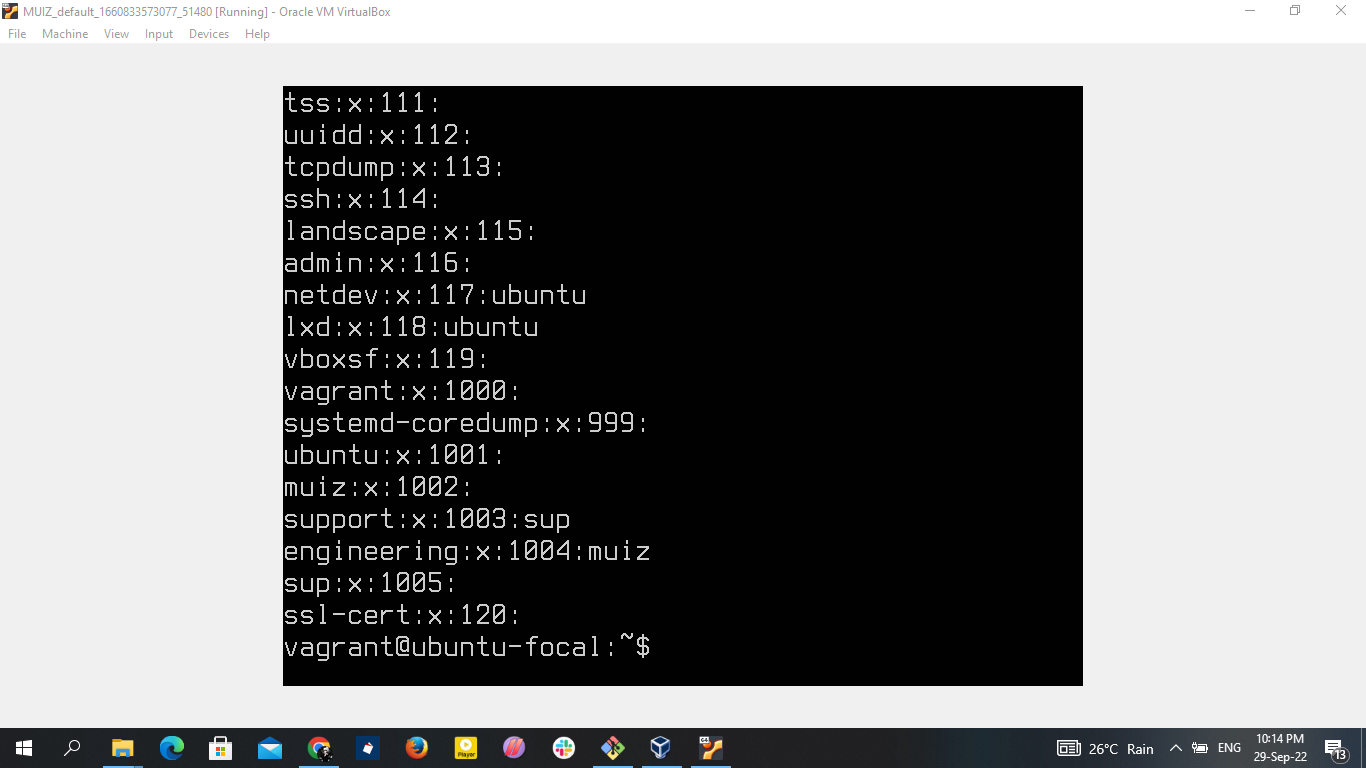 MUIZ_default_1660833573077_51480 [Running] - Oracle VM VirtualBox
File Machine View Input Devices Help
tss:x:111:
uuidd:x:112:
tcpdump:x:113:
ssh:x:114:
landscape:x:115:
admin:x:116:
netdev:x:117:ubuntu
lxd:x:118:ubuntu
vboxsf:x:119:
vagrant:x:1000:
systemd-coredump:x:999:
ubuntu:x:1001:
muiz:x:1002:
support:x:1003:sup
engineering:x:1004:muiz
sup:x:1005:
ssl-cert:x:120:
vagrant@ubuntu-focal:~$
Player
26°C Rain
ENG
10:14 PM
29-Sep-22
13